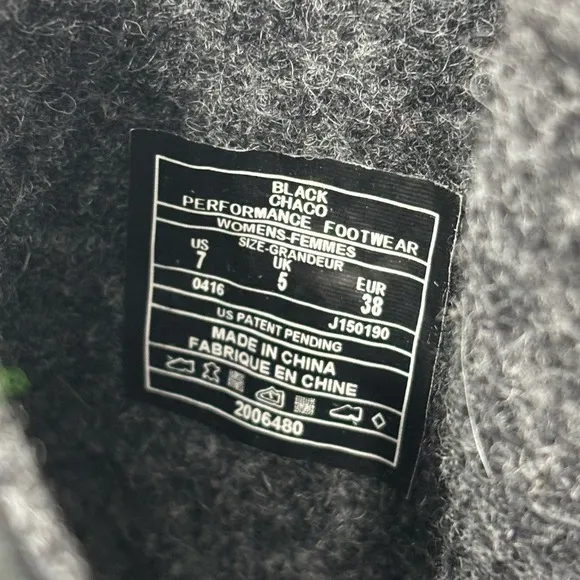 BLACK
CHACO
PERFORMANCE FOOTWEAR
WOMENS-FEMMES
SIZE-GRANDEUR
US UK EUR
7 5 38
0416 J150190
US PATENT PENDING
MADE IN CHINA
FABRIQUE EN CHINE
2006480